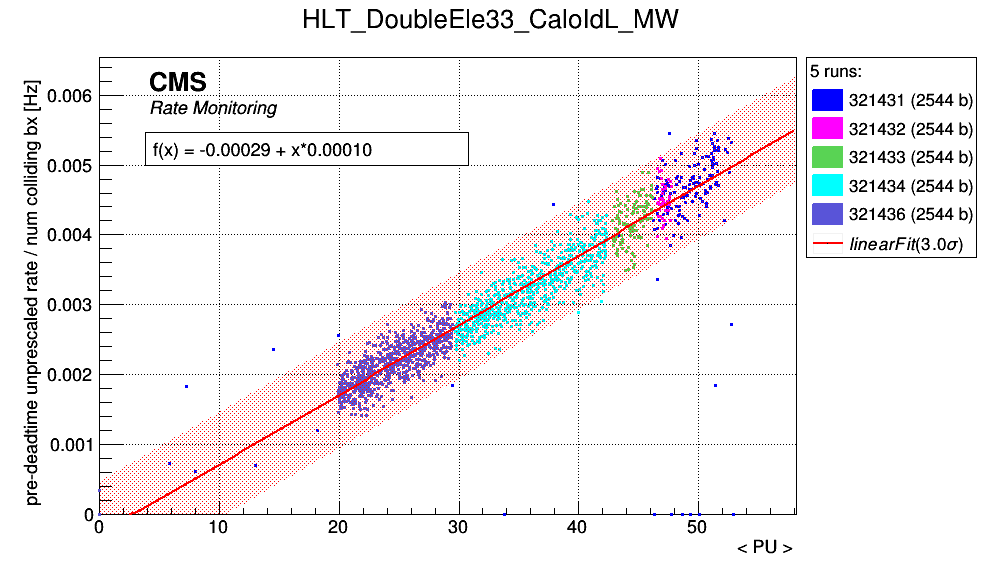 HLT_DoubleEle33_CaloIdL_MW
pre-deadtime unprescaled rate / num colliding bx [Hz]
CMS
Rate Monitoring
f(x) = -0.00029 + x*0.00010
0.006
0.005
0.004
0.003
0.002
0.001
0
0 10 20 30 40 50
< PU >
5 runs:
321431 (2544 b)
321432 (2544 b)
321433 (2544 b)
321434 (2544 b)
321436 (2544 b)
linearFit(3.0σ)